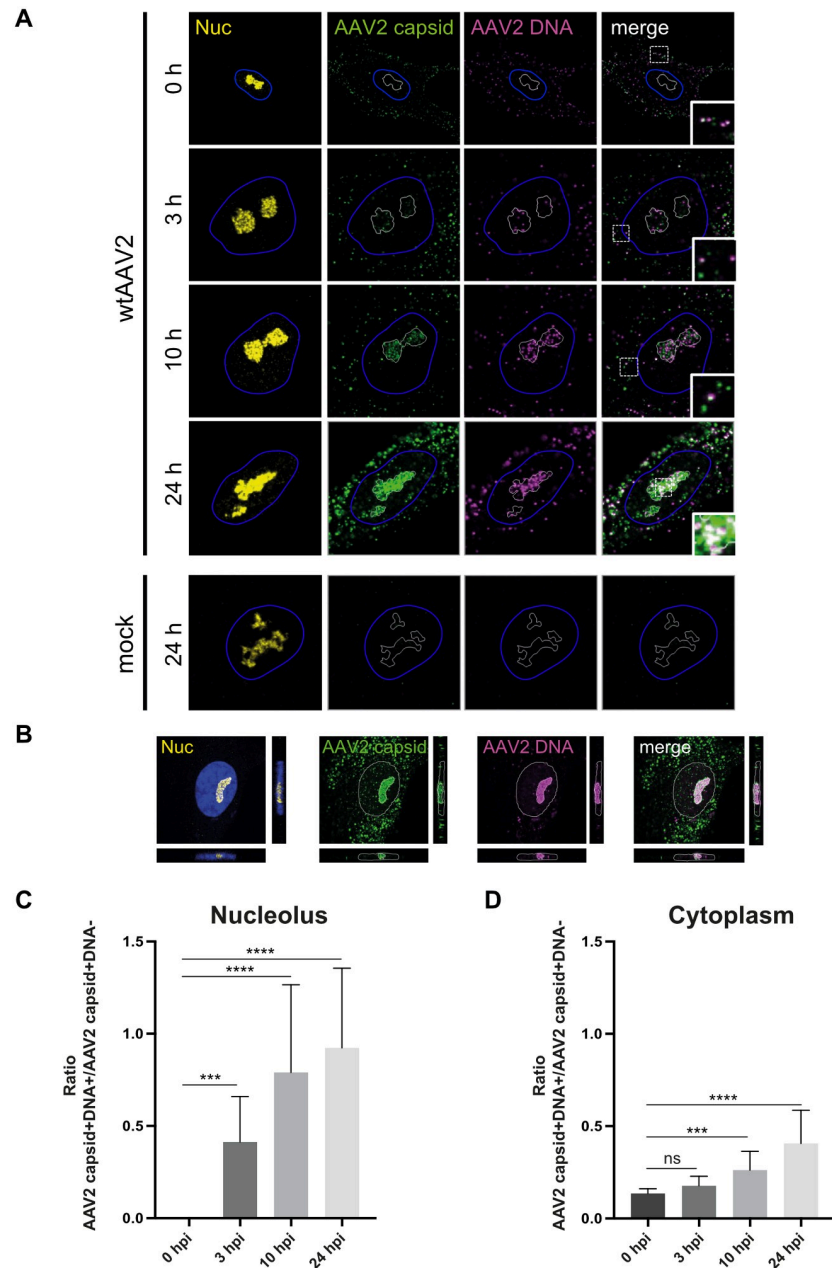 A
Nuc AAV2 capsid AAV2 DNA merge
wtAAV2
0 h
3 h
10 h
24 h
mock
24 h
B
Nuc AAV2 capsid AAV2 DNA merge
C
Nucleolus
Ratio
AAV2 capsid+DNA+/AAV2 capsid+DNA-
1.5
1.0
0.5
0.0
****
****
***
0 hpi 3 hpi 10 hpi 24 hpi
D
Cytoplasm
Ratio
AAV2 capsid+DNA+/AAV2 capsid+DNA-
1.5
1.0
0.5
0.0
****
***
ns
0 hpi 3 hpi 10 hpi 24 hpi